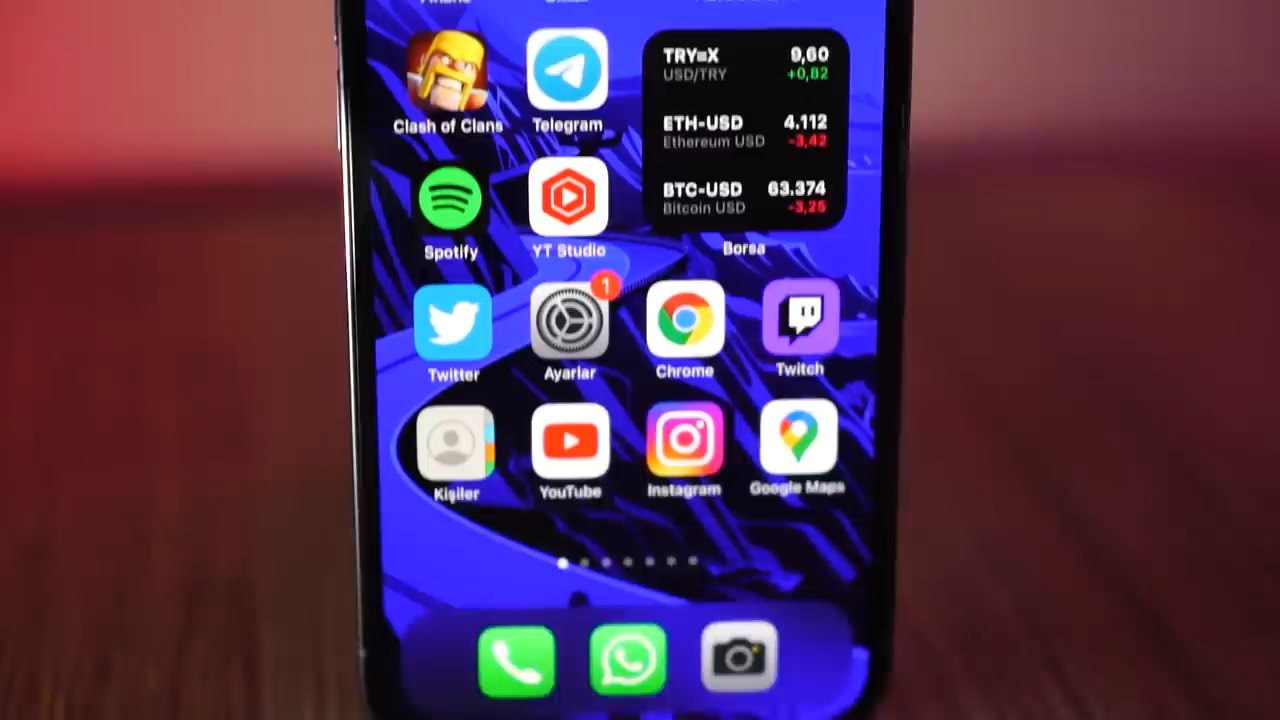 Clash of Clans
Telegram
TRY=X 9,60
USD/TRY +0,82
ETH-USD 4.112
Ethereum USD -3,42
BTC-USD 63.374
Bitcoin USD -3,25
Spotify
YT Studio
Borsa
1
Twitter
Ayarlar
Chrome
Twitch
Kişiler
YouTube
Instagram
Google Maps